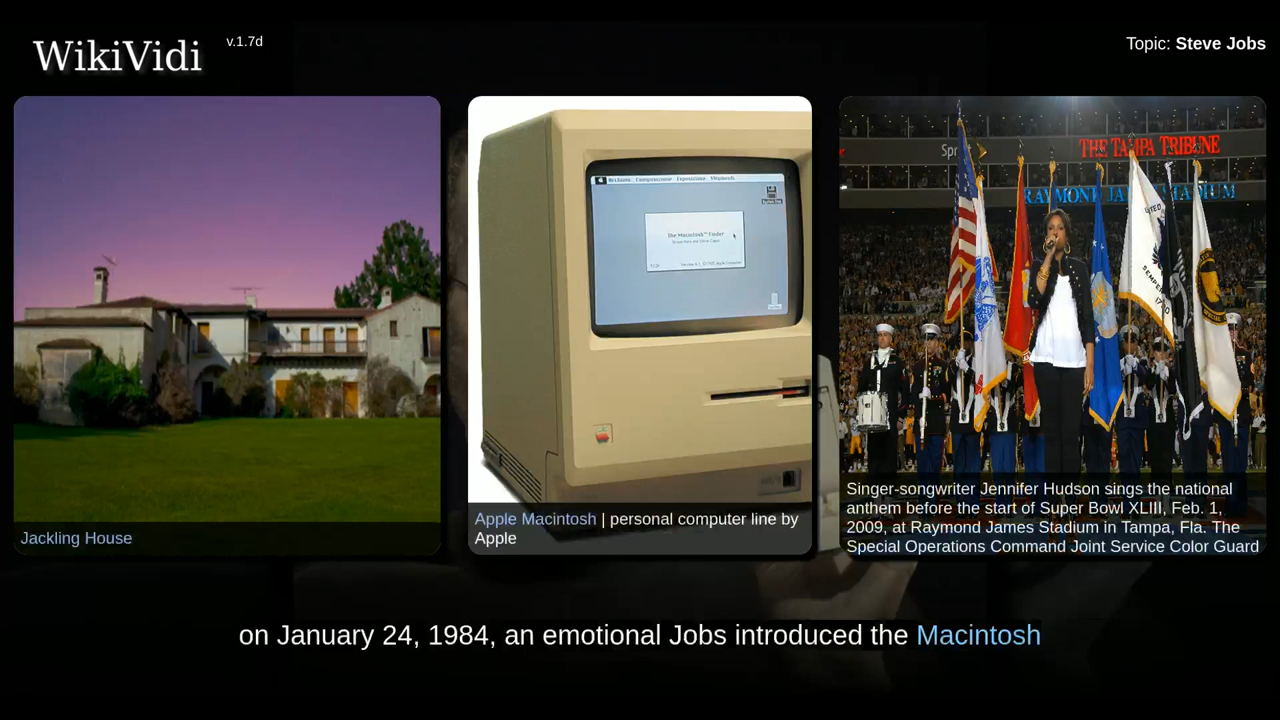 WikiVidi
v.1.7d
Topic: Steve Jobs
The Macintosh™ Finder
THE TAMPA TRIBUNE
Jackling House
Apple Macintosh | personal computer line by
Apple
Singer-songwriter Jennifer Hudson sings the national
anthem before the start of Super Bowl XLIII, Feb. 1,
2009, at Raymond James Stadium in Tampa, Fla. The
Special Operations Command Joint Service Color Guard
on January 24, 1984, an emotional Jobs introduced the Macintosh